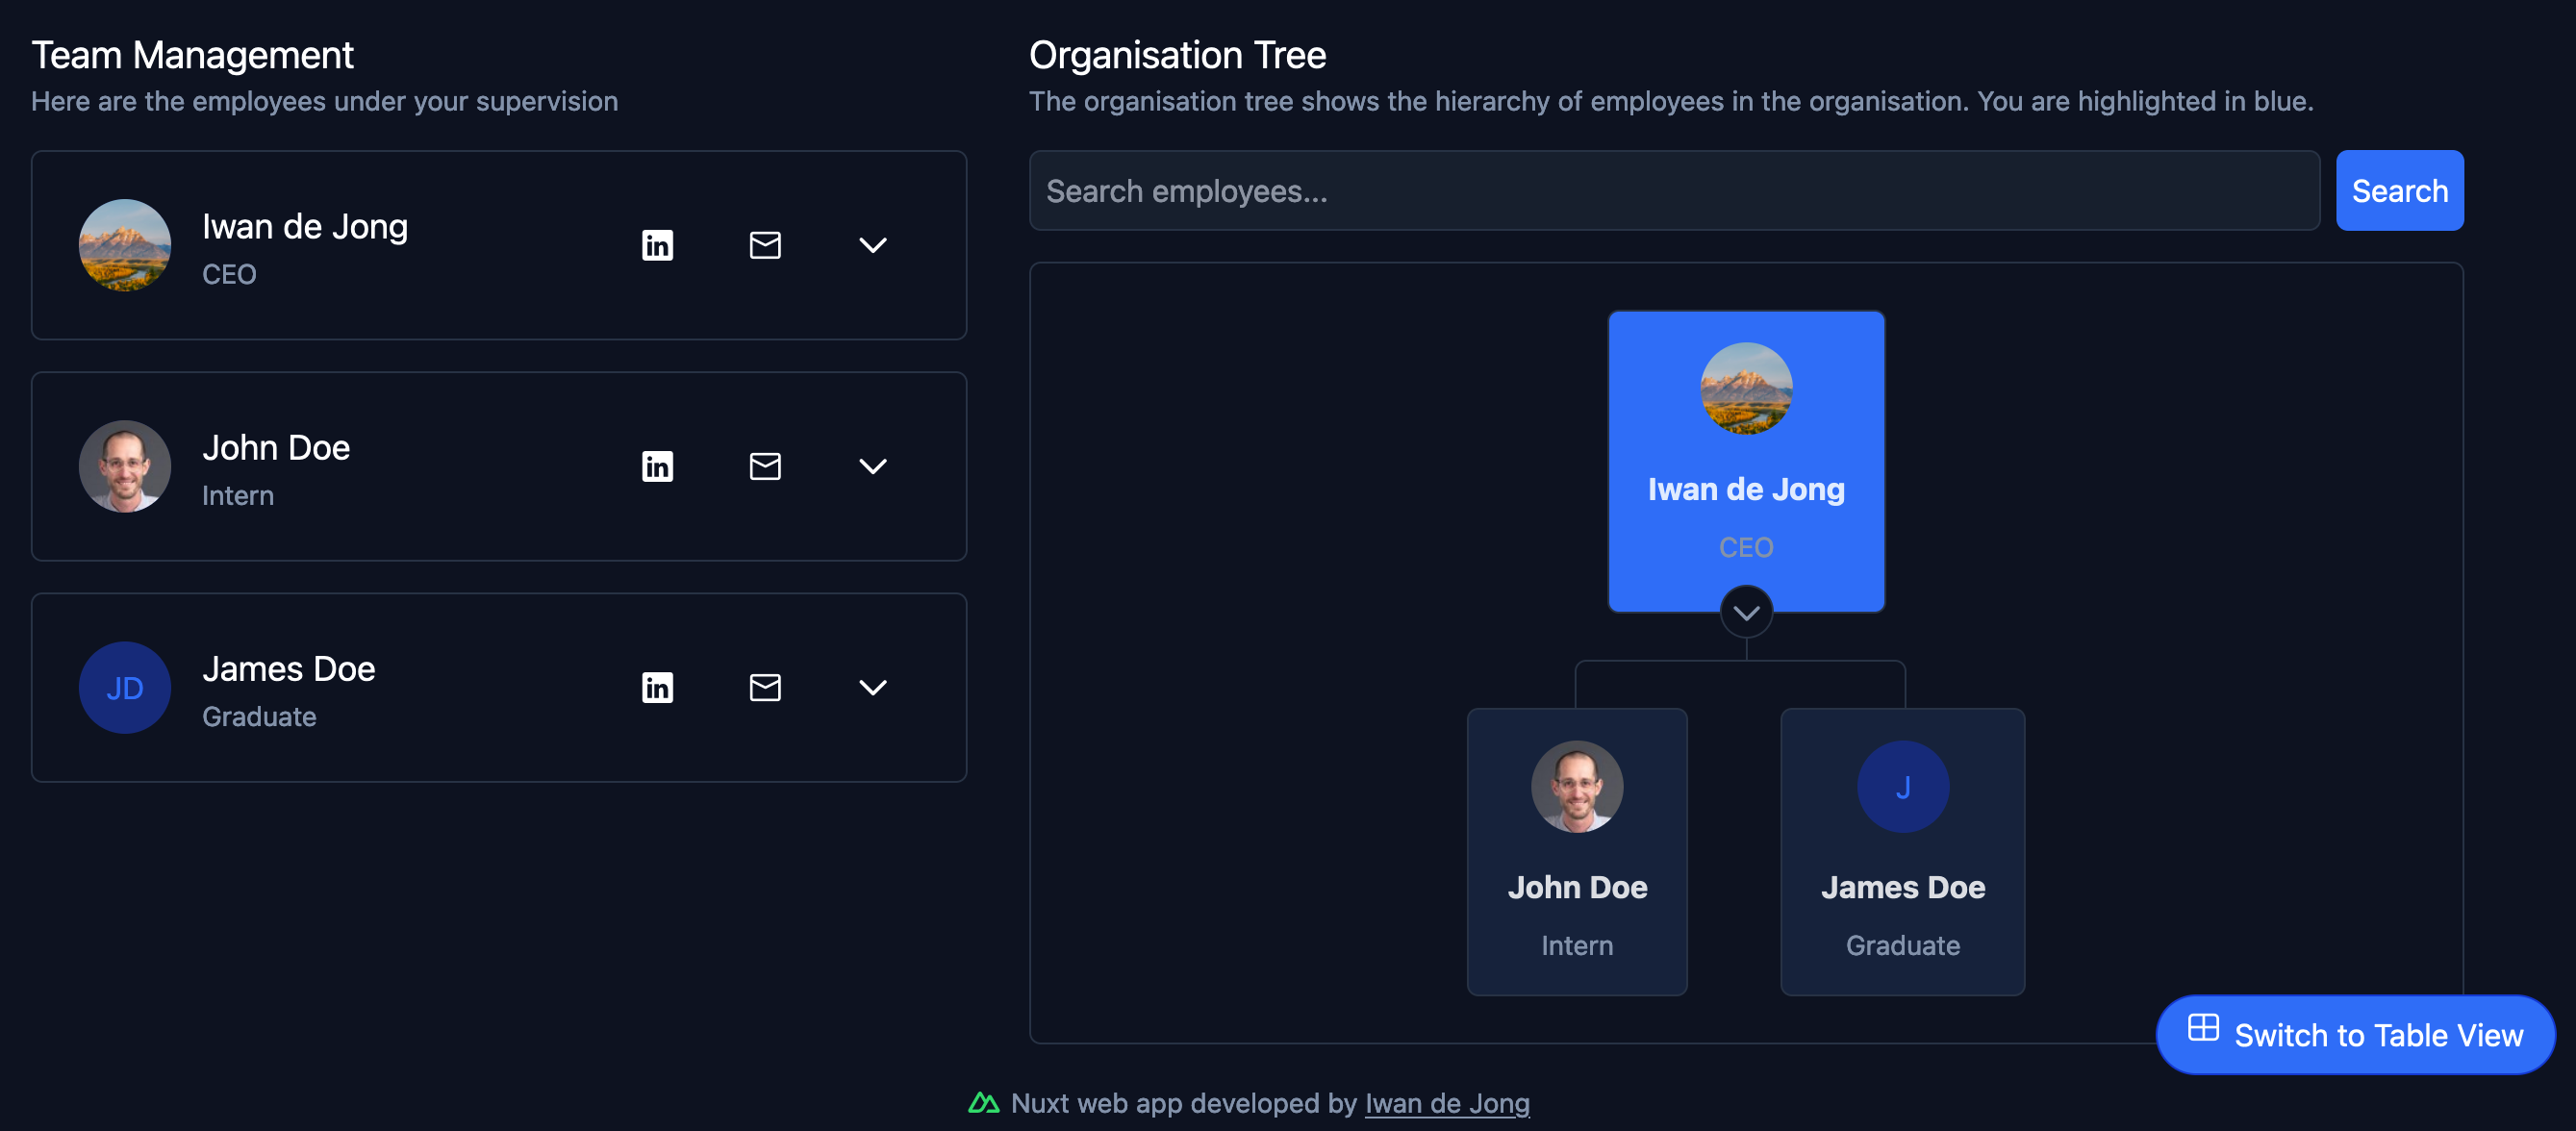 Team Management
Here are the employees under your supervision
Iwan de Jong
CEO
in
John Doe
Intern
in
JD
James Doe
Graduate
in
Organisation Tree
The organisation tree shows the hierarchy of employees in the organisation. You are highlighted in blue.
Search employees...
Search
Iwan de Jong
CEO
John Doe
Intern
J
James Doe
Graduate
Switch to Table View
Nuxt web app developed by Iwan de Jong